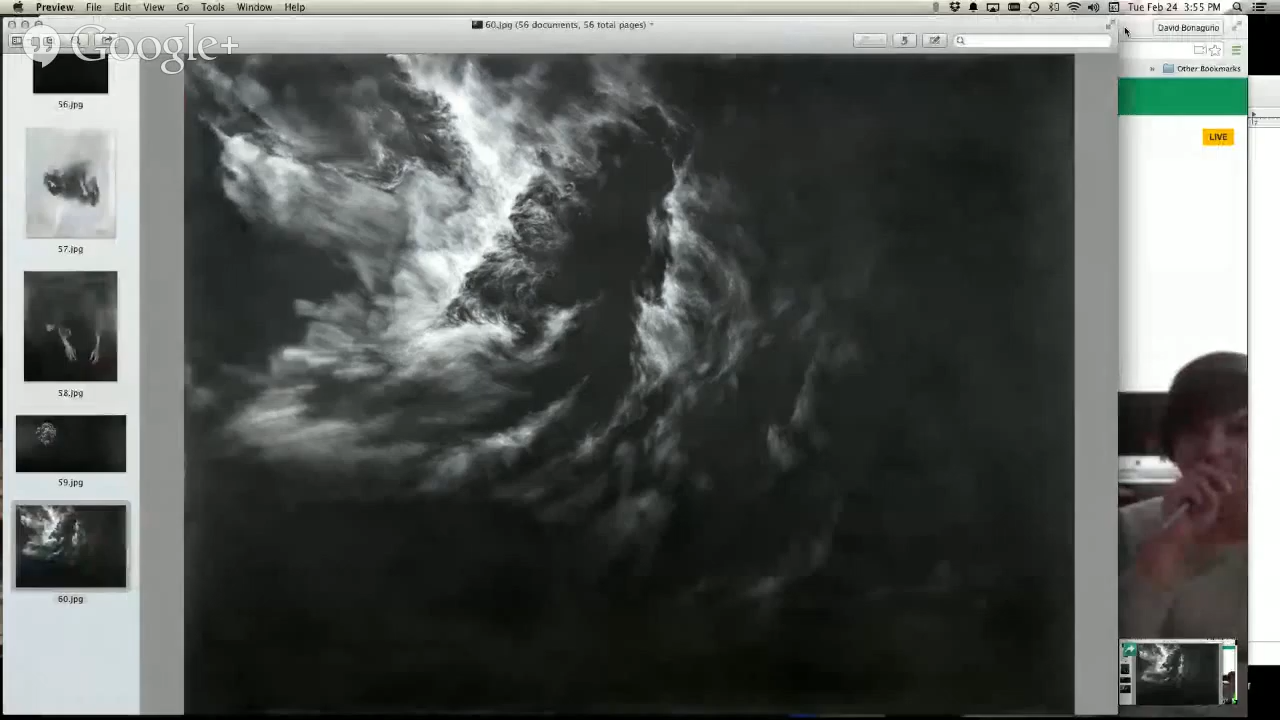 Preview File Edit View Go Tools Window Help
Tue Feb 24 3:55 PM
60.jpg (56 documents, 56 total pages)
David Bonagurio
Google+
Other Bookmarks
LIVE
56.jpg
57.jpg
58.jpg
59.jpg
60.jpg